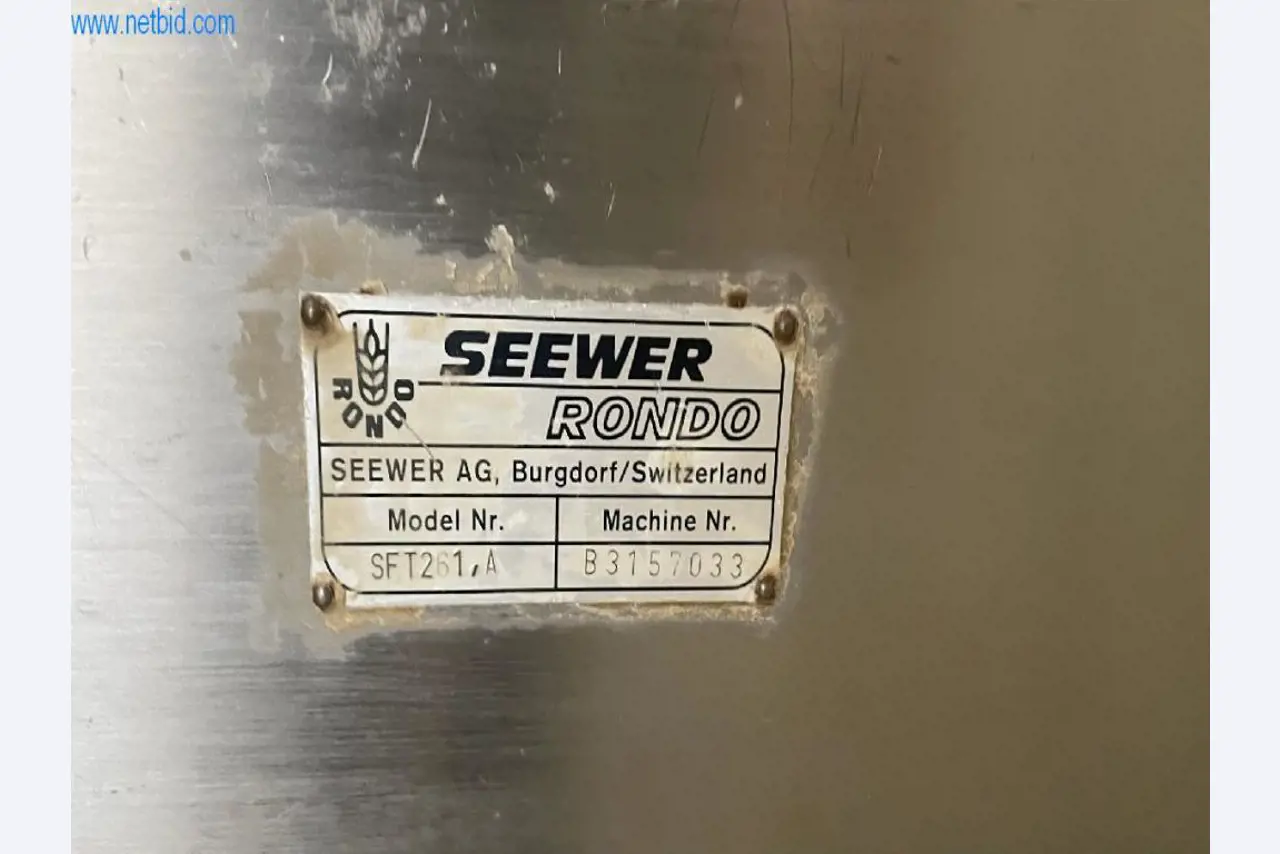 www.netbid.com
SEEWER
RONDO
RONDO
SEEWER AG, Burgdorf/Switzerland
Model Nr. Machine Nr.
SFT261,A B3157033